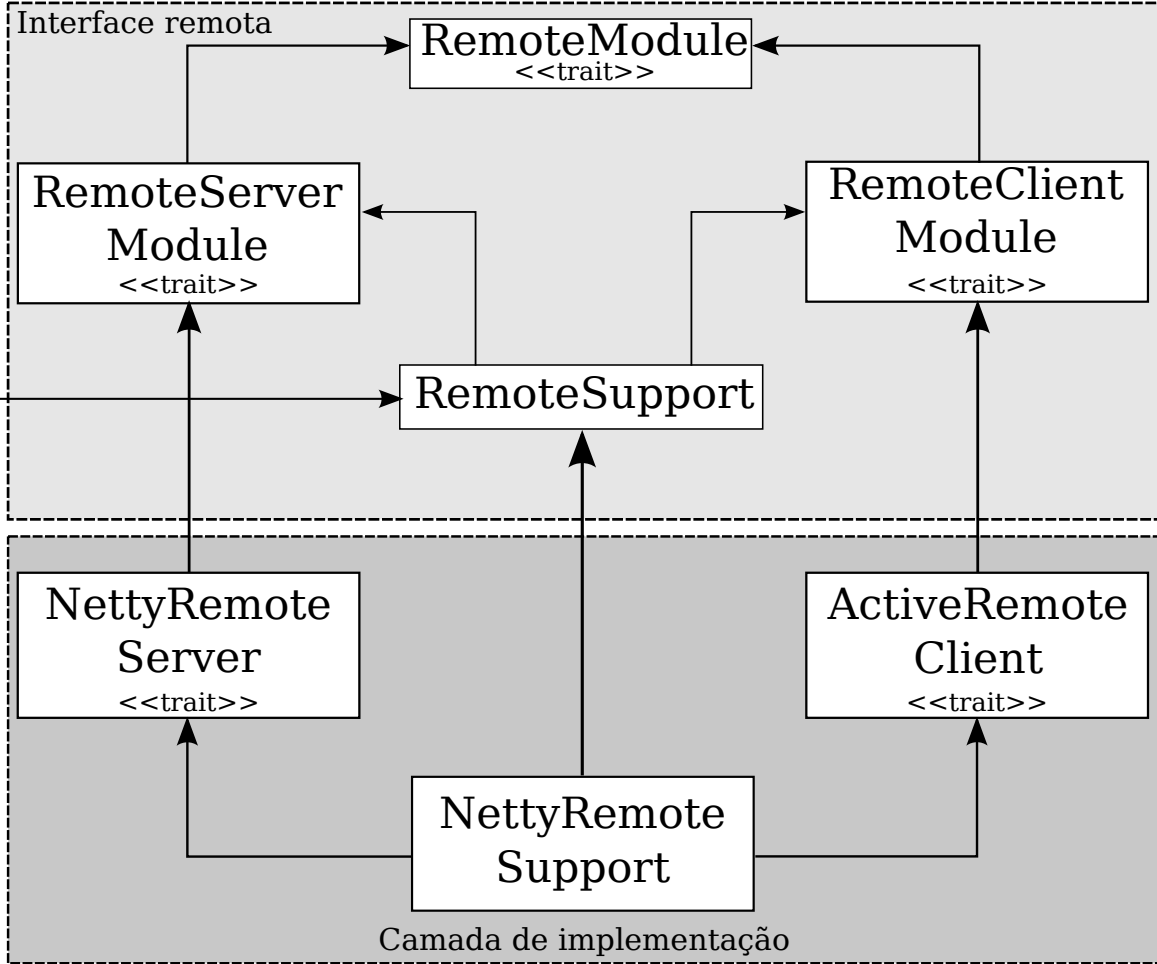 Interface remota
RemoteModule
<<trait>>
RemoteServer
Module
<<trait>>
RemoteClient
Module
<<trait>>
RemoteSupport
NettyRemote
Server
<<trait>>
ActiveRemote
Client
<<trait>>
NettyRemote
Support
Camada de implementação